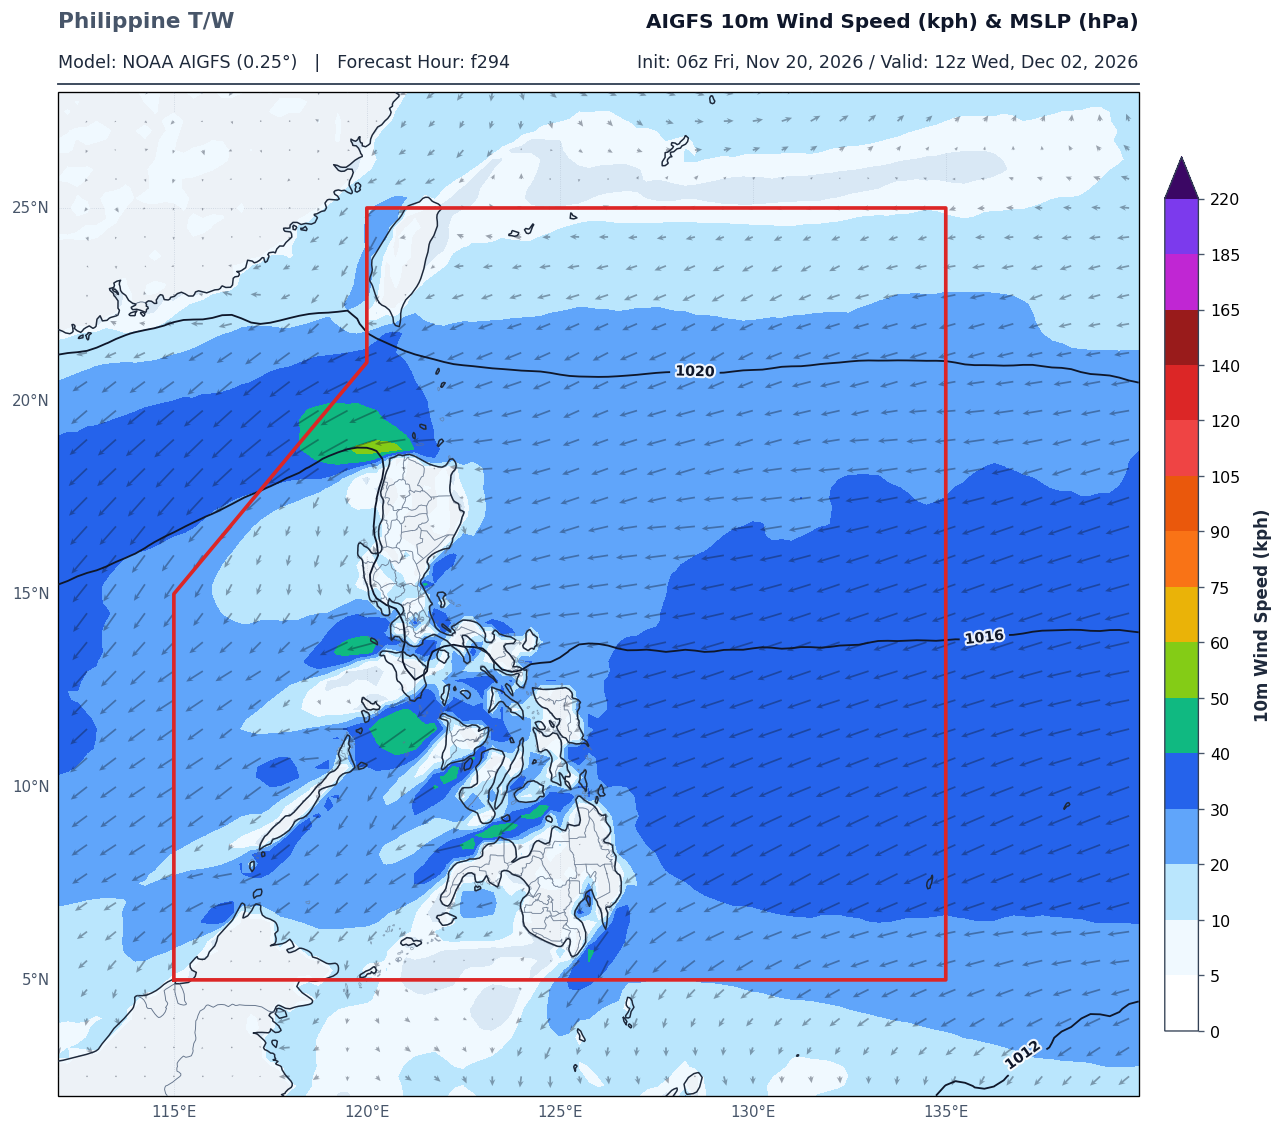 Philippine T/W
AIGFS 10m Wind Speed (kph) & MSLP (hPa)
Model: NOAA AIGFS (0.25°)   |   Forecast Hour: f294
Init: 06z Fri, Nov 20, 2026 / Valid: 12z Wed, Dec 02, 2026
25°N
20°N
15°N
10°N
5°N
115°E
120°E
125°E
130°E
135°E
1020
1016
1012
220
185
165
140
120
105
90
75
60
50
40
30
20
10
5
0
10m Wind Speed (kph)